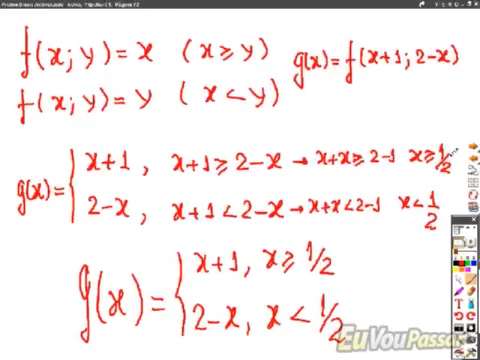 f(x; y) = x (x ≥ y) g(x) = f(x+1; 2-x)
f(x; y) = y (x < y)
g(x) = { x+1, x+1 ≥ 2-x → x+x ≥ 2-1 x ≥ 1/2
2-x, x+1 < 2-x → x+x < 2-1 x < 1/2
g(x) = { x+1, x ≥ 1/2
2-x, x < 1/2
EuVouPassar